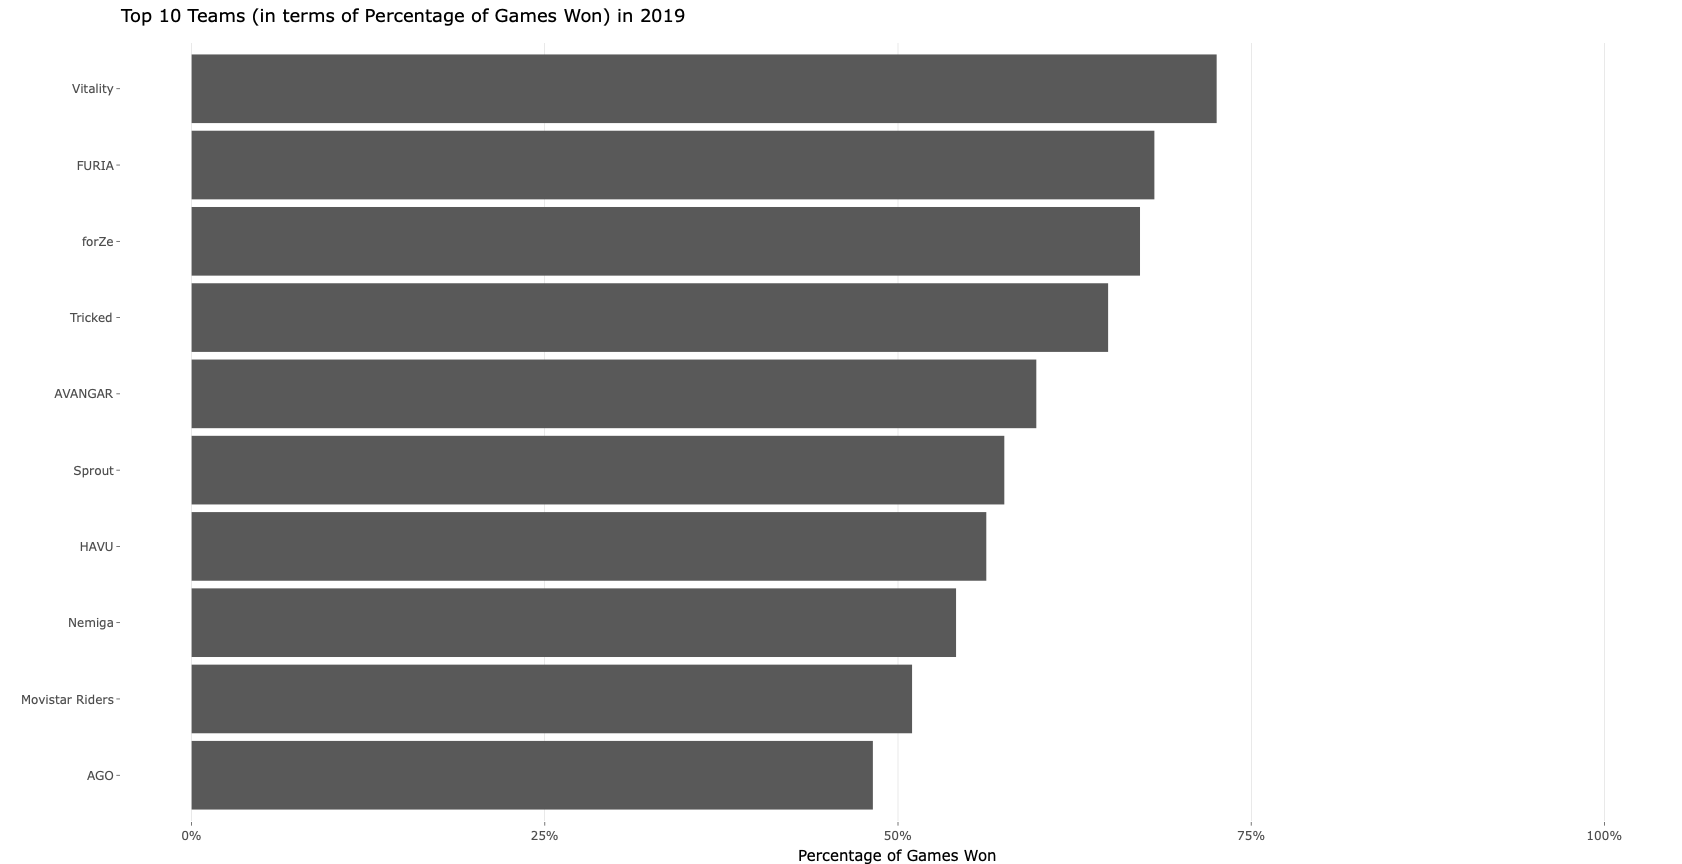 Top 10 Teams (in terms of Percentage of Games Won) in 2019
Vitality
FURIA
forZe
Tricked
AVANGAR
Sprout
HAVU
Nemiga
Movistar Riders
AGO
0% 25% 50% 75% 100%
Percentage of Games Won